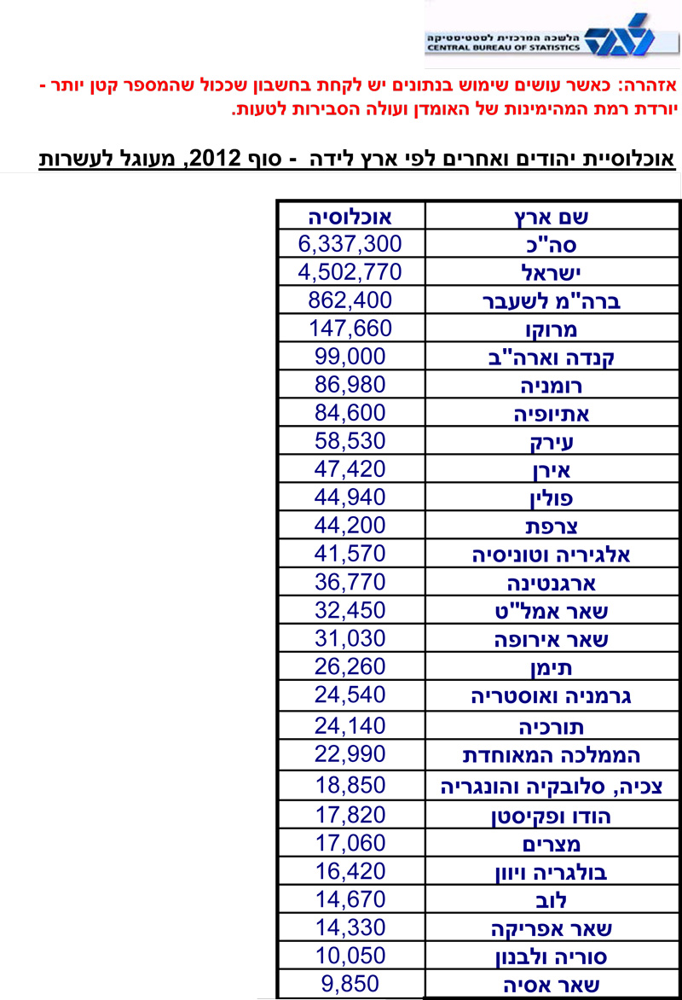 הלשכה המרכזית לסטטיסטיקה
CENTRAL BUREAU OF STATISTICS
אזהרה: כאשר עושים שימוש בנתונים יש לקחת בחשבון שככול שהמספר קטן יותר -
יורדת רמת המהימינות של האומדן ועולה הסבירות לטעות.
אוכלוסיית יהודים ואחרים לפי ארץ לידה - סוף 2012, מעוגל לעשרות
שם ארץ אוכלוסיה
סה"כ 6,337,300
ישראל 4,502,770
ברה"מ לשעבר 862,400
מרוקו 147,660
קנדה וארה"ב 99,000
רומניה 86,980
אתיופיה 84,600
עירק 58,530
אירן 47,420
פולין 44,940
צרפת 44,200
אלגיריה וטוניסיה 41,570
ארגנטינה 36,770
שאר אמל"ט 32,450
שאר אירופה 31,030
תימן 26,260
גרמניה ואוסטריה 24,540
תורכיה 24,140
הממלכה המאוחדת 22,990
צכיה, סלובקיה והונגריה 18,850
הודו ופקיסטן 17,820
מצרים 17,060
בולגריה ויוון 16,420
לוב 14,670
שאר אפריקה 14,330
סוריה ולבנון 10,050
שאר אסיה 9,850